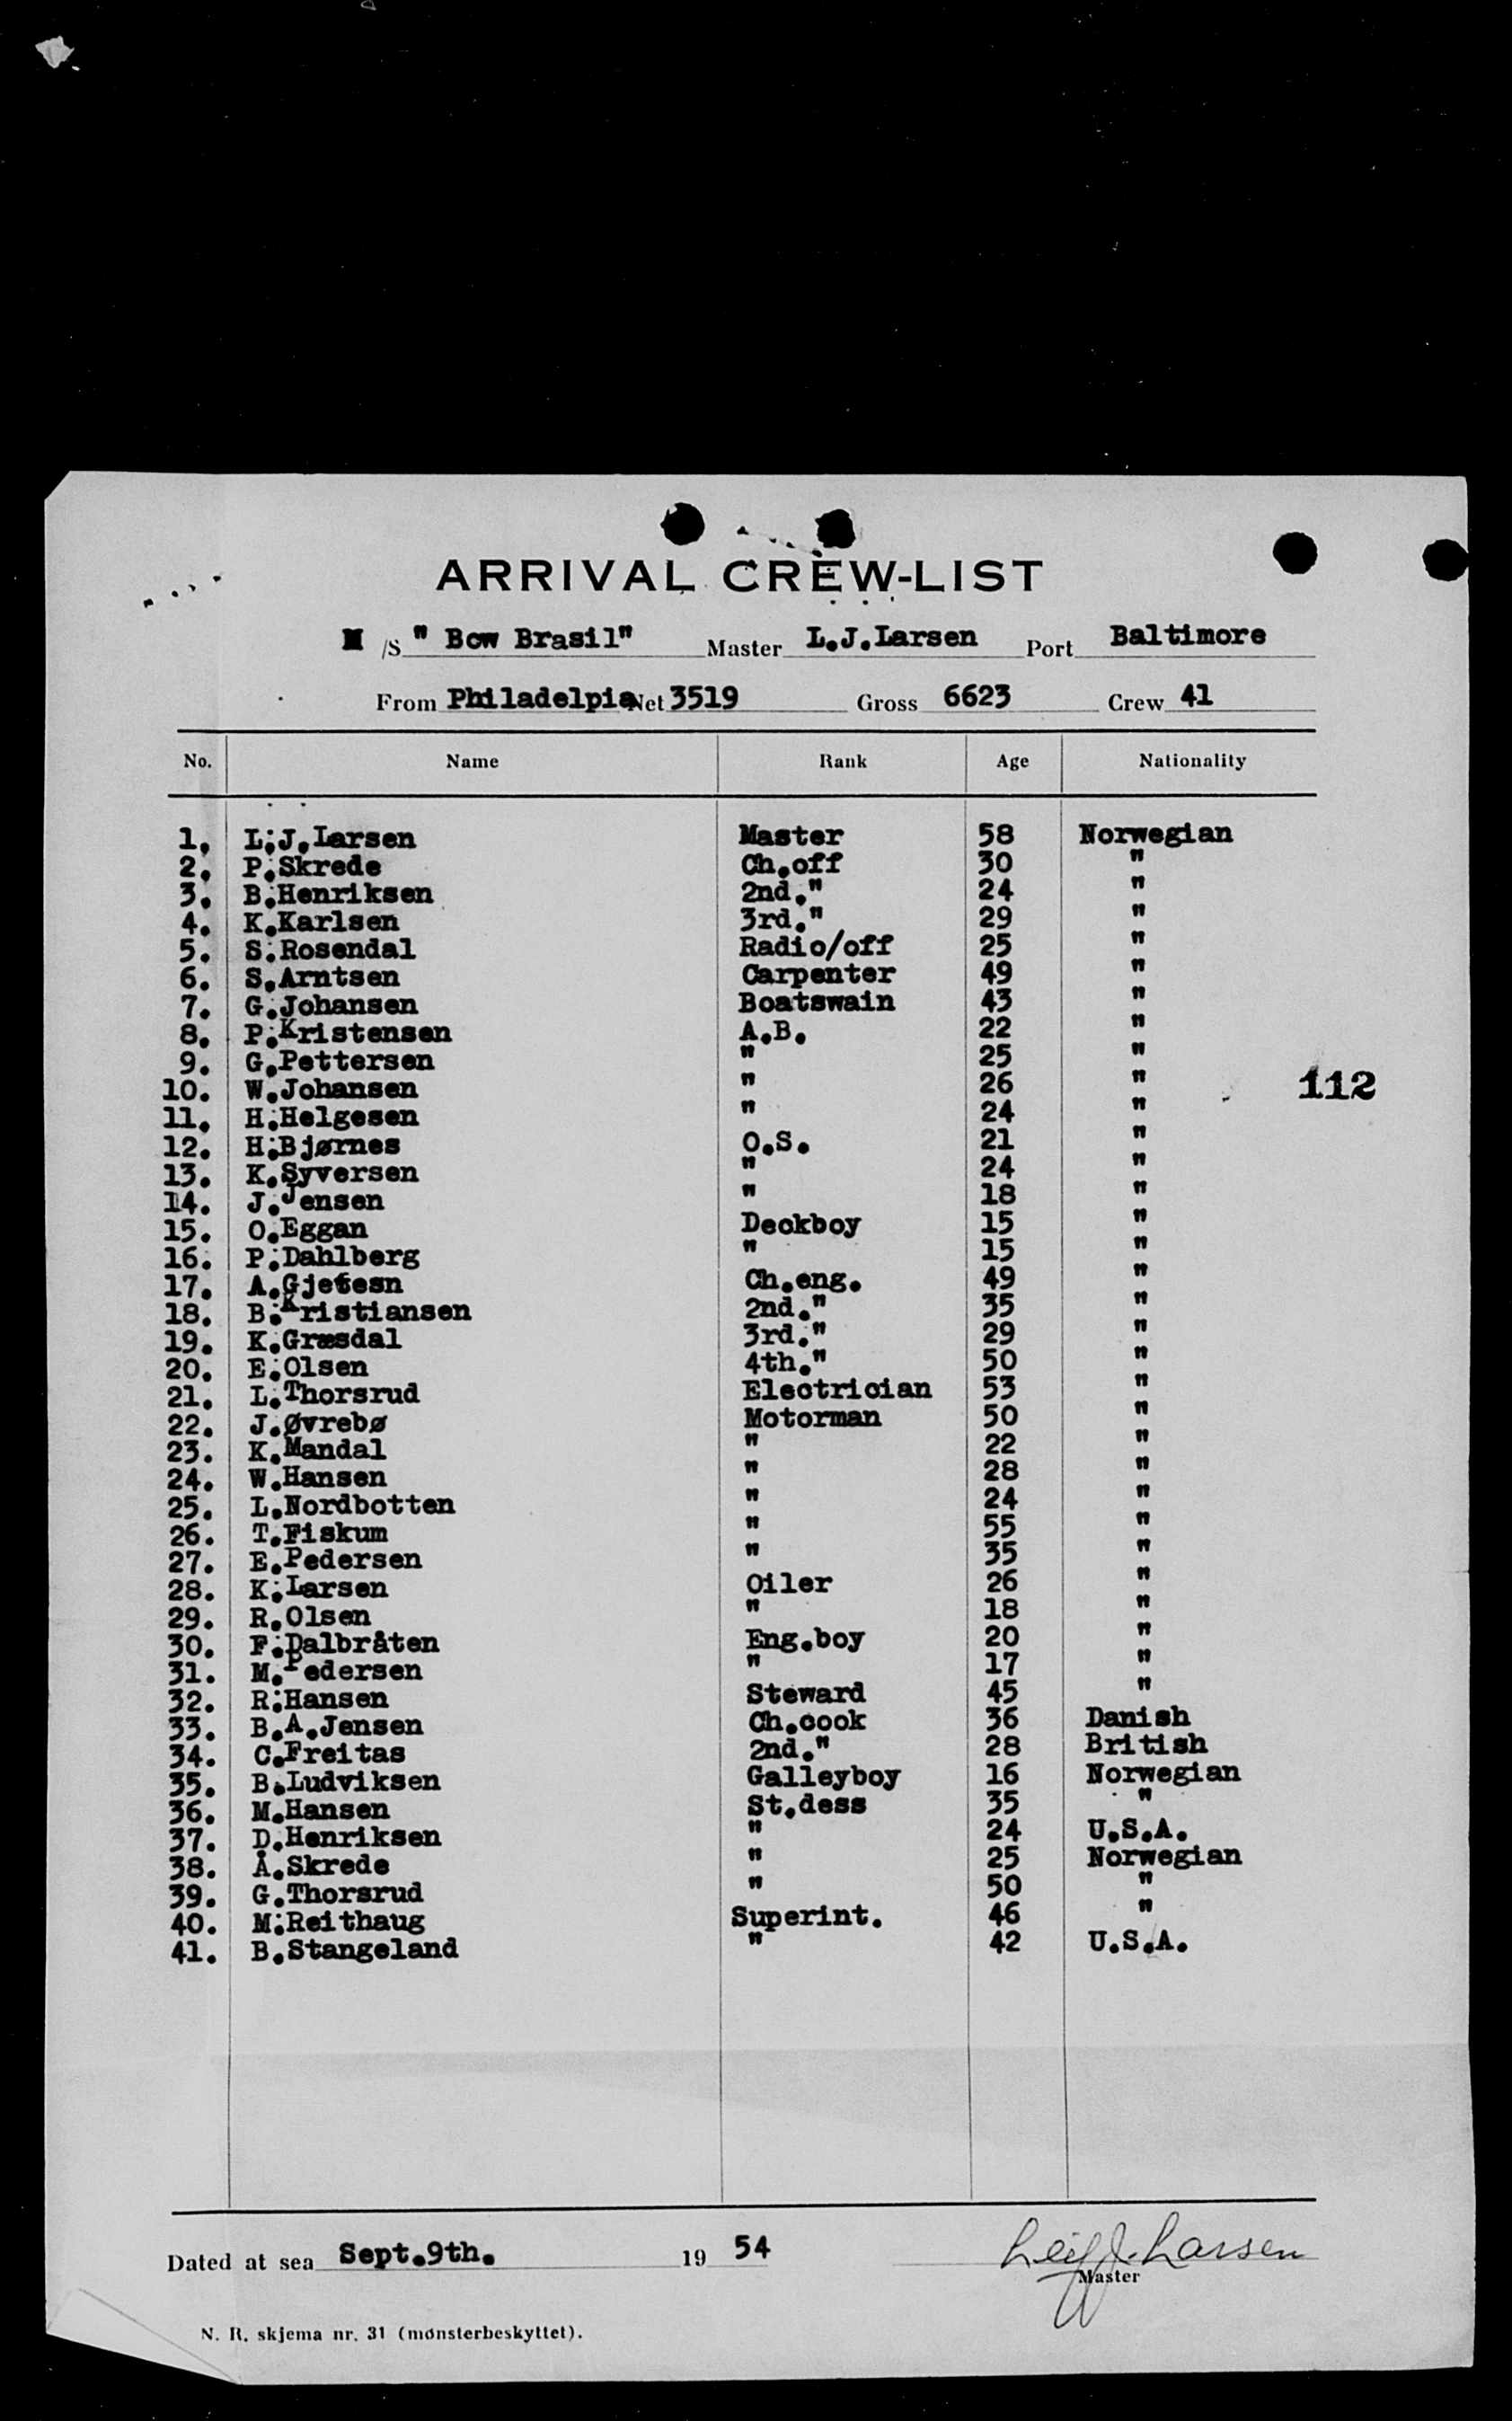 ARRIVAL CREW-LIST
M /S " Bow Brasil" Master L.J.Larsen Port Baltimore
From Philadelpia Net 3519 Gross 6623 Crew 41
No. Name Rank Age Nationality
1. L.J.Larsen Master 58 Norwegian
2. P.Skrede Ch.off 30 "
3. B.Henriksen 2nd." 24 "
4. K.Karlsen 3rd." 29 "
5. S.Rosendal Radio/off 25 "
6. S.Arntsen Carpenter 49 "
7. G.Johansen Boatswain 43 "
8. P.Kristensen A.B. 22 "
9. G.Pettersen " 25 "
10. W.Johansen " 26 "
112
11. H.Helgesen " 24 "
12. H.Bjørnes O.S. 21 "
13. K.Syversen " 24 "
14. J.Jensen " 18 "
15. O.Eggan Deckboy 15 "
16. P.Dahlberg " 15 "
17. Ch.eng. 49 "
18. B.Kristiansen 2nd." 35 "
19. K.Græsdal 3rd." 29 "
20. E.Olsen 4th." 50 "
21. L.Thorsrud Electrician 53 "
22. J.Øvrebø Motorman 50 "
23. K.Mandal " 22 "
24. W.Hansen " 28 "
25. L.Nordbotten " 24 "
26. T.Fiskum " 55 "
27. E.Pedersen " 35 "
28. K.Larsen Oiler 26 "
29. R.Olsen " 18 "
30. F.Dalbråten Eng.boy 20 "
31. M.Pedersen " 17 "
32. R.Hansen Steward 45 "
33. B.A.Jensen Ch.cook 36 Danish
34. C.Freitas 2nd." 28 British
35. B.Ludviksen Galleyboy 16 Norwegian
36. M.Hansen St.dess 35 "
37. D.Henriksen " 24 U.S.A.
38. Å.Skrede " 25 Norwegian
39. G.Thorsrud " 50 "
40. M.Reithaug Superint. 46 "
41. B.Stangeland " 42 U.S.A.
Dated at sea Sept.9th. 19 54 Leif J. Larsen
Master
N. R. skjema nr. 31 (mønsterbeskyttet).